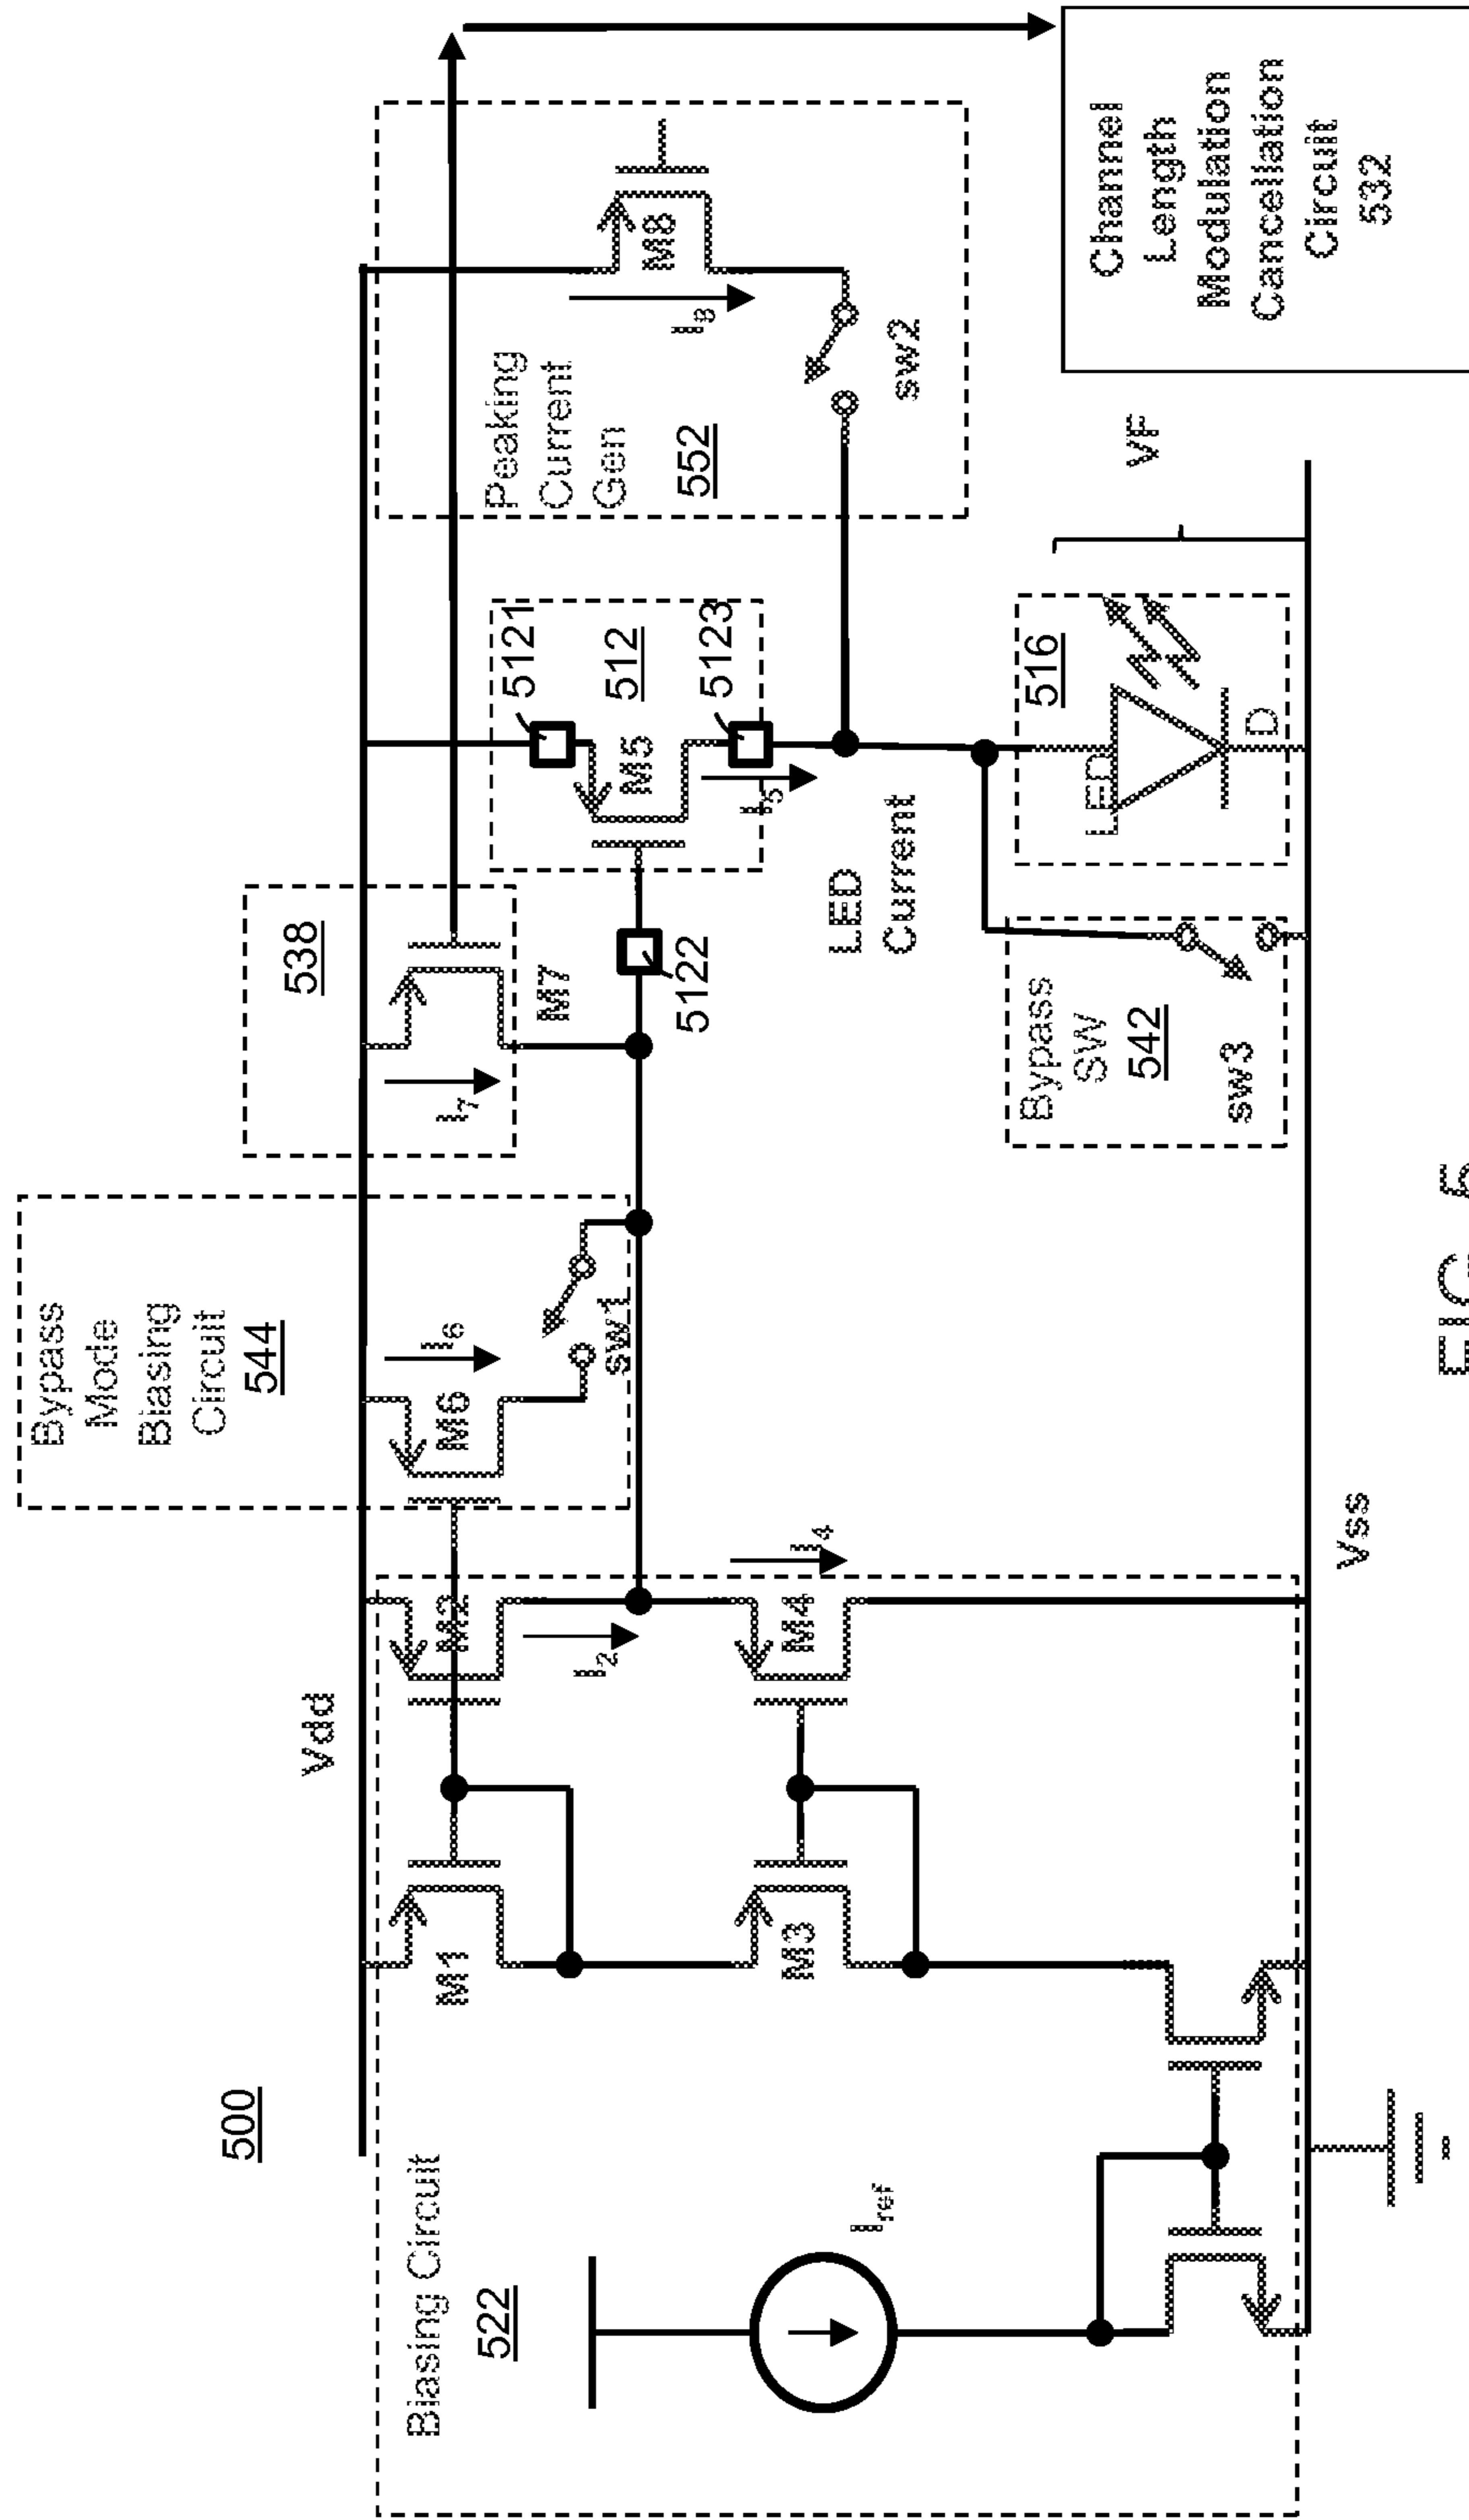 500
Vdd
Biasing Circuit
522
Iref
M1
M2
M3
M4
I2
I4
Bypass
Mode
Biasing
Circuit
544
M6
I6
sw1
538
M7
I7
5121
512
5122
5123
M5
I5
LED
Current
Peaking
Current
Gen
552
M8
I8
sw2
Bypass
SW
542
sw3
516
LED
D
VF
Vss
Channel
Length
Modulation
Cancellation
Circuit
532